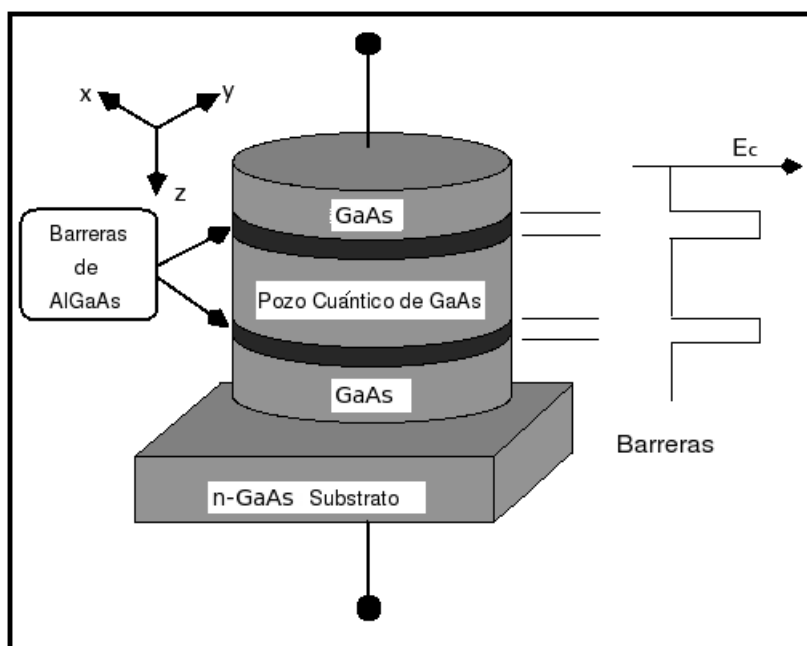 x
y
z
Ec
GaAs
Barreras
de
AlGaAs
Pozo Cuántico de GaAs
GaAs
Barreras
n-GaAs Substrato